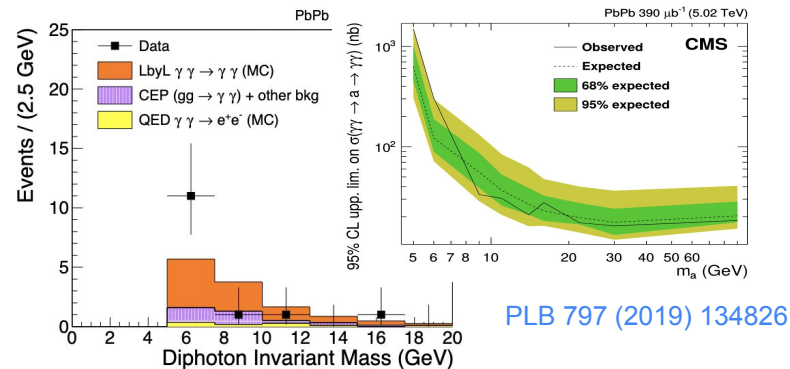 PbPb
Events / (2.5 GeV)
25
20
15
10
5
0
Data
LbyL γ γ → γ γ (MC)
CEP (gg → γ γ) + other bkg
QED γ γ → e⁺e⁻ (MC)
0 2 4 6 8 10 12 14 16 18 20
Diphoton Invariant Mass (GeV)
PbPb 390 μb⁻¹ (5.02 TeV)
95% CL upp. lim. on σ(γγ → a → γγ) (nb)
10³
10²
Observed
CMS
Expected
68% expected
95% expected
5 6 7 8 10 20 30 40 50 60
mₐ (GeV)
PLB 797 (2019) 134826